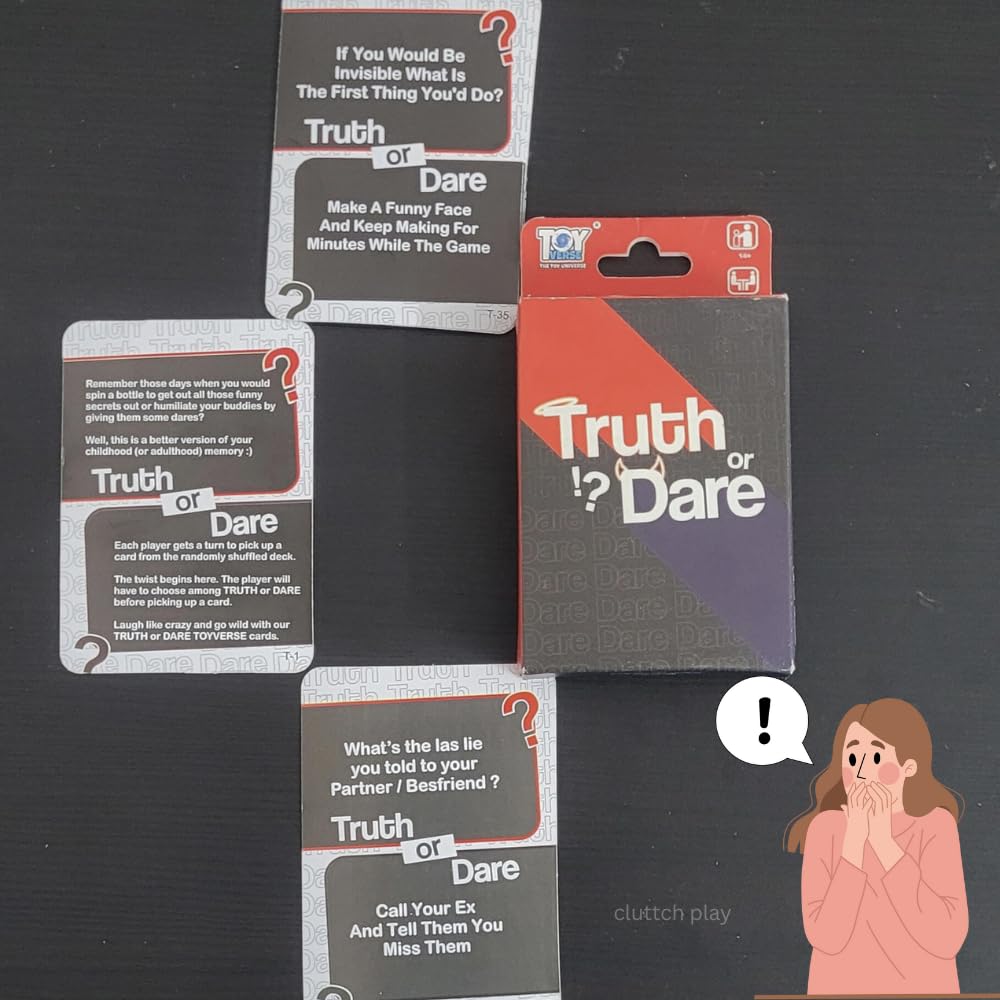 If You Would Be
Invisible What Is
The First Thing You'd Do?
Truth
or
Dare
Make A Funny Face
And Keep Making For
Minutes While The Game
T-35
TOY
VERSE
THE TOY UNIVERSE
14+
Truth
or
!? Dare
Remember those days when you would
spin a bottle to get out all those funny
secrets out or humiliate your buddies by
giving them some dares?
Well, this is a better version of your
childhood (or adulthood) memory :)
Truth
or
Dare
Each player gets a turn to pick up a
card from the randomly shuffled deck.
The twist begins here. The player will
have to choose among TRUTH or DARE
before picking up a card.
Laugh like crazy and go wild with our
TRUTH or DARE TOYVERSE cards.
T-1
What's the las lie
you told to your
Partner / Besfriend ?
Truth
or
Dare
Call Your Ex
And Tell Them You
Miss Them
!
cluttch play